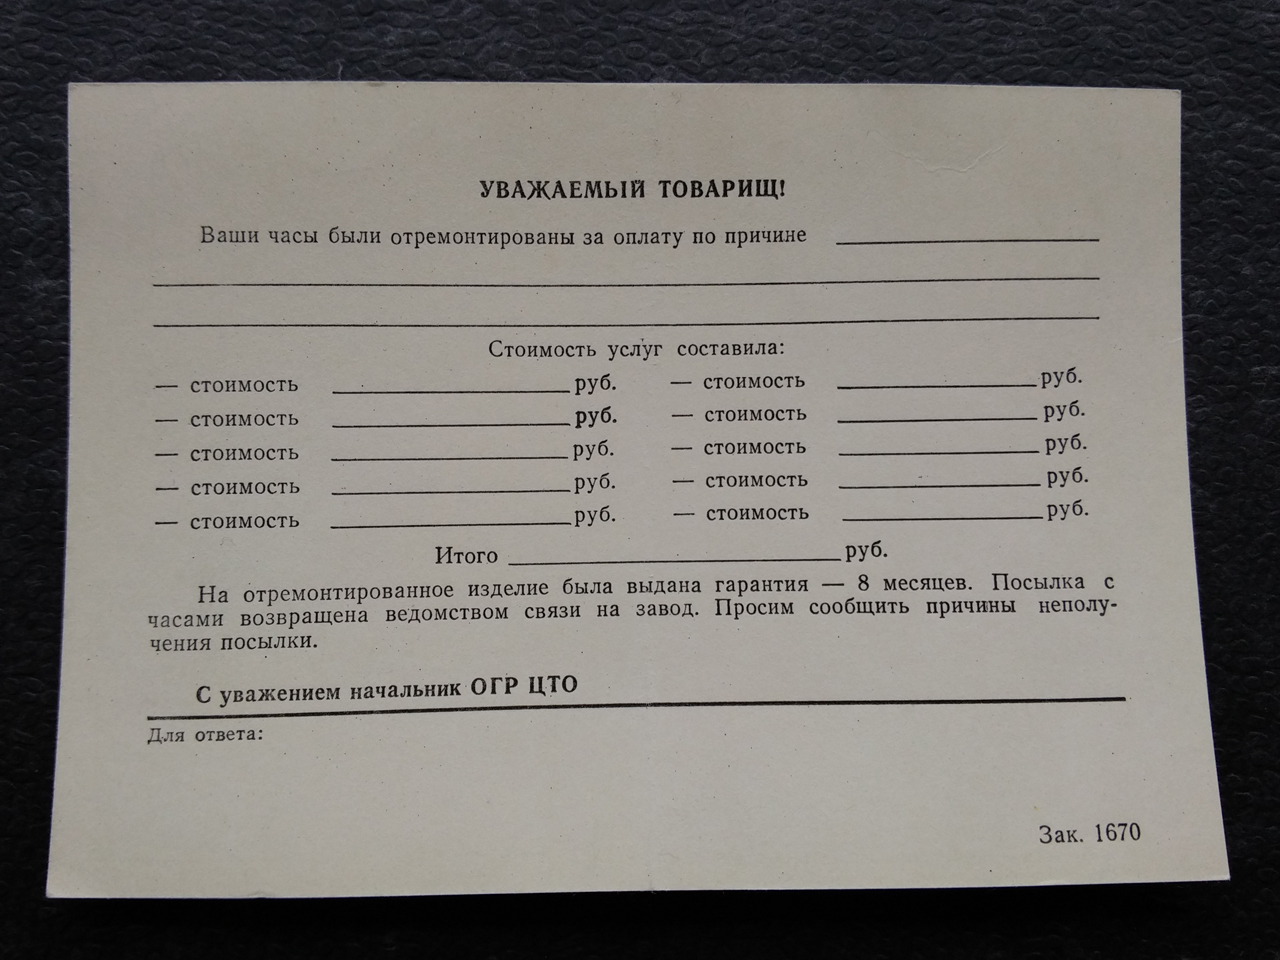 УВАЖАЕМЫЙ ТОВАРИЩ!
Ваши часы были отремонтированы за оплату по причине
Стоимость услуг составила:
— стоимость руб. — стоимость руб.
— стоимость руб. — стоимость руб.
— стоимость руб. — стоимость руб.
— стоимость руб. — стоимость руб.
— стоимость руб. — стоимость руб.
Итого руб.
На отремонтированное изделие была выдана гарантия — 8 месяцев. Посылка с
часами возвращена ведомством связи на завод. Просим сообщить причины неполу-
чения посылки.
С уважением начальник ОГР ЦТО
Для ответа:
Зак. 1670